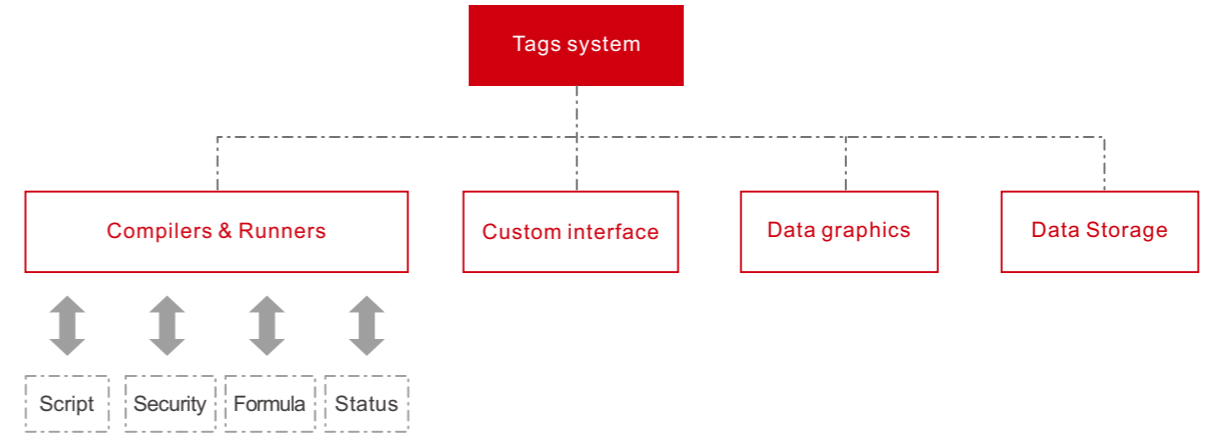 Tags system
Compilers & Runners
Custom interface
Data graphics
Data Storage
Script
Security
Formula
Status